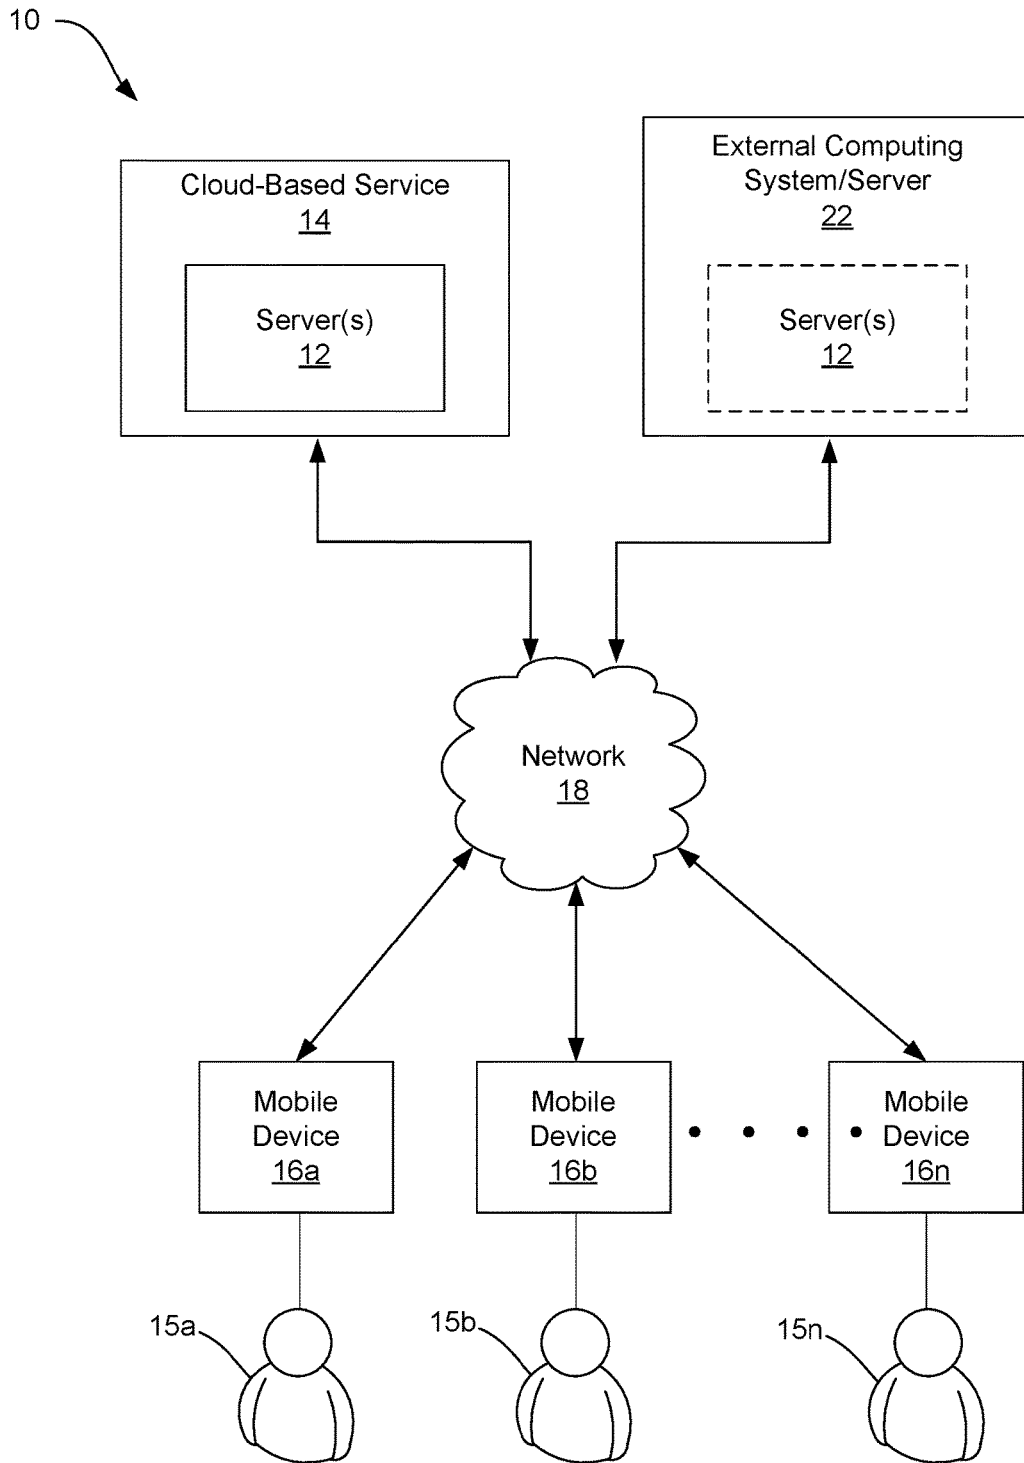 10
Cloud-Based Service
14
Server(s)
12
External Computing
System/Server
22
Server(s)
12
Network
18
Mobile
Device
16a
Mobile
Device
16b
Mobile
Device
16n
15a
15b
15n